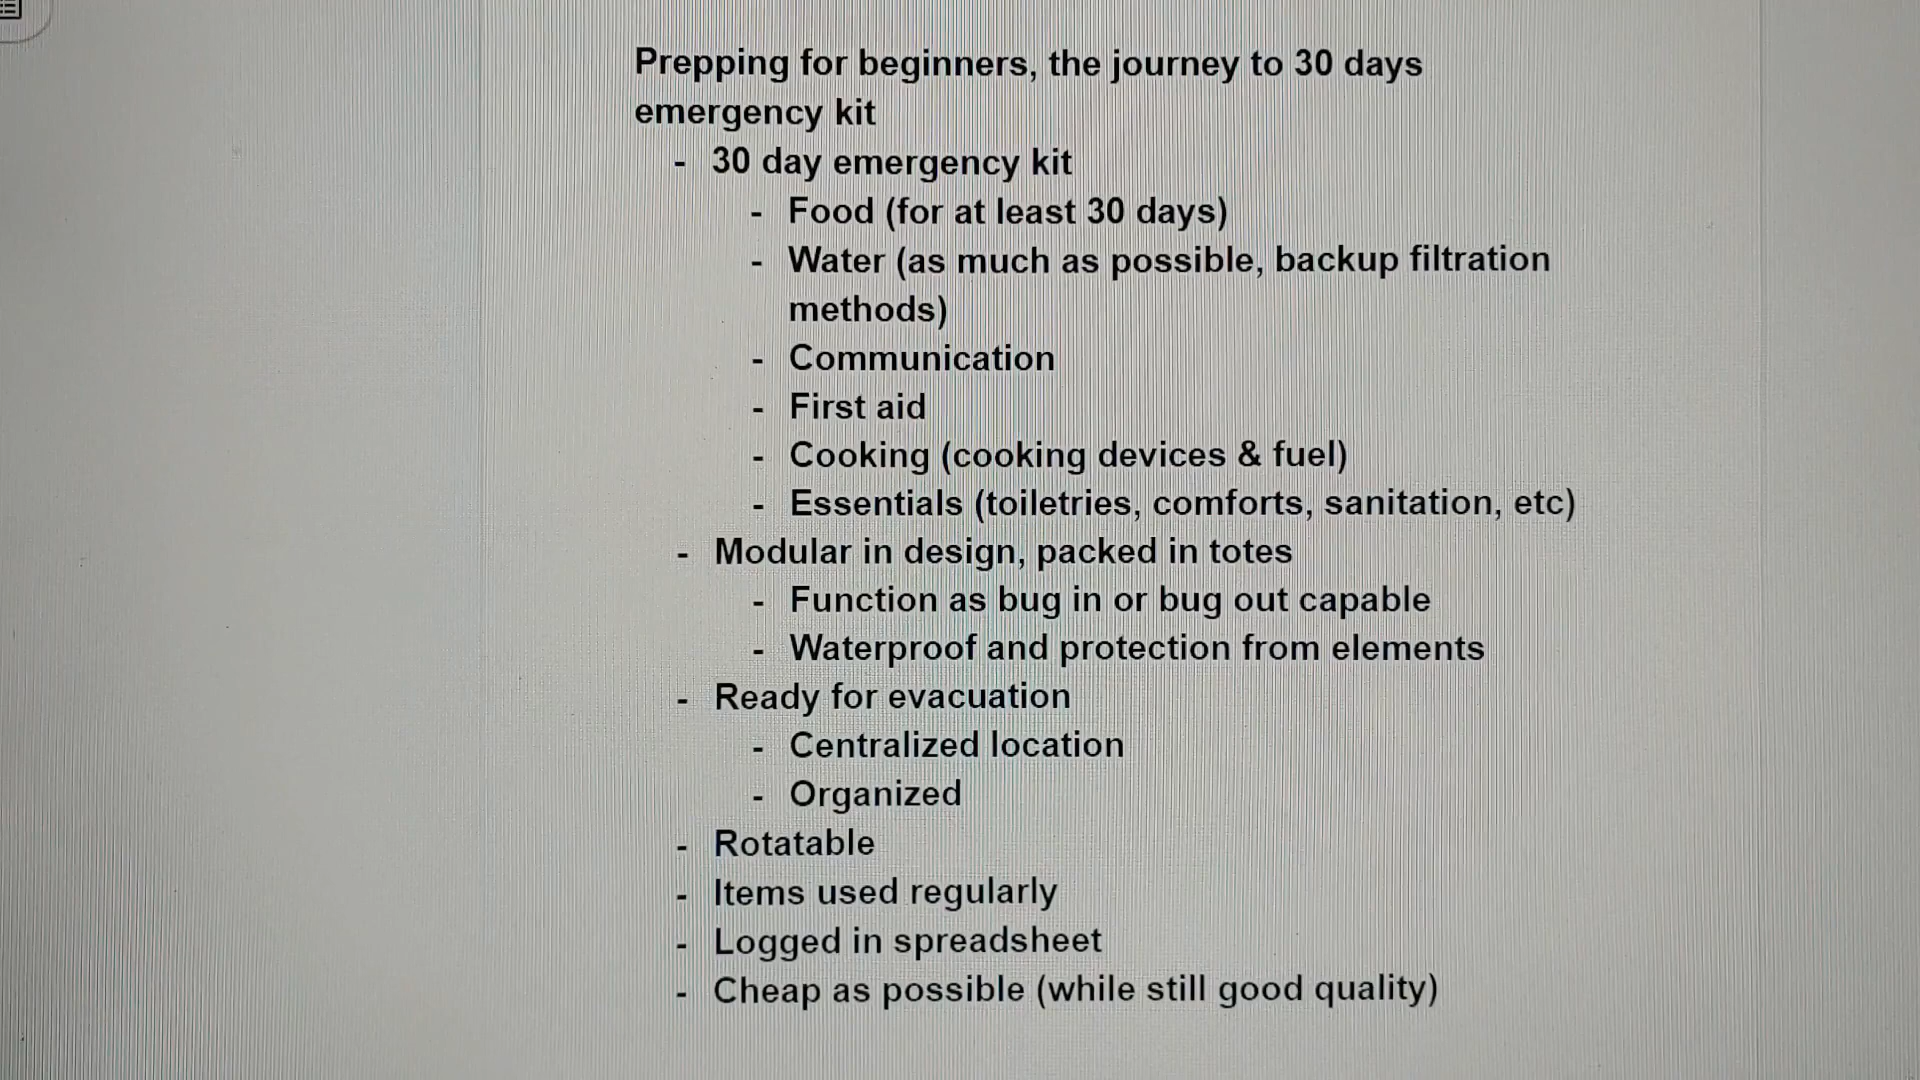 Prepping for beginners, the journey to 30 days
emergency kit
- 30 day emergency kit
- Food (for at least 30 days)
- Water (as much as possible, backup filtration
methods)
- Communication
- First aid
- Cooking (cooking devices & fuel)
- Essentials (toiletries, comforts, sanitation, etc)
- Modular in design, packed in totes
- Function as bug in or bug out capable
- Waterproof and protection from elements
- Ready for evacuation
- Centralized location
- Organized
- Rotatable
- Items used regularly
- Logged in spreadsheet
- Cheap as possible (while still good quality)